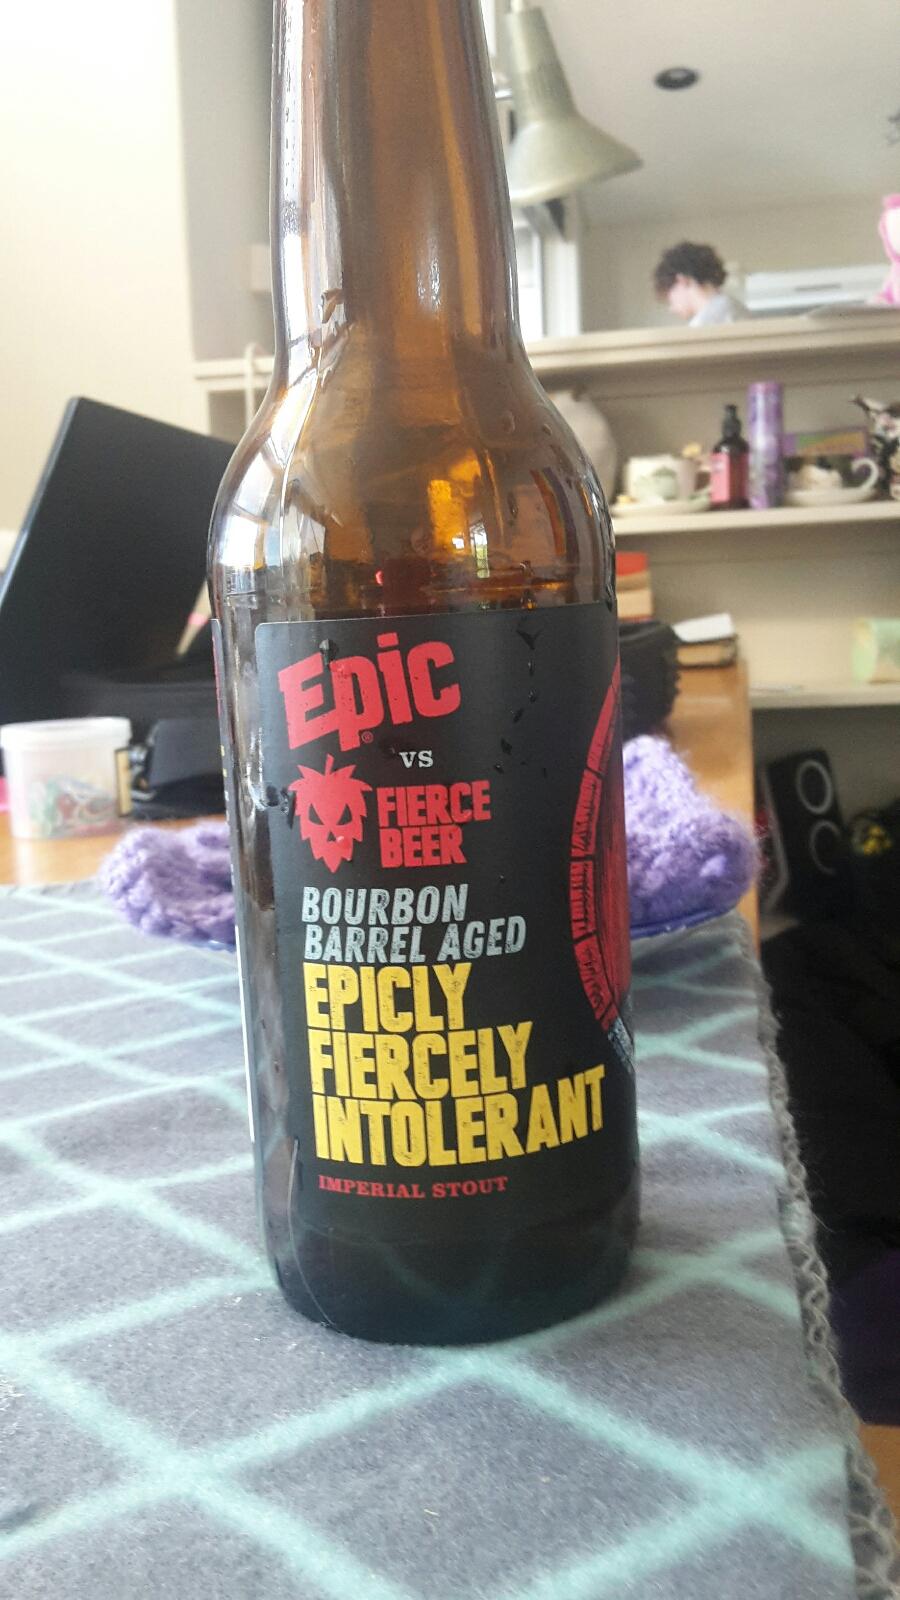 Epic®
VS
FIERCE
BEER
BOURBON
BARREL AGED
EPICLY
FIERCELY
INTOLERANT
IMPERIAL STOUT